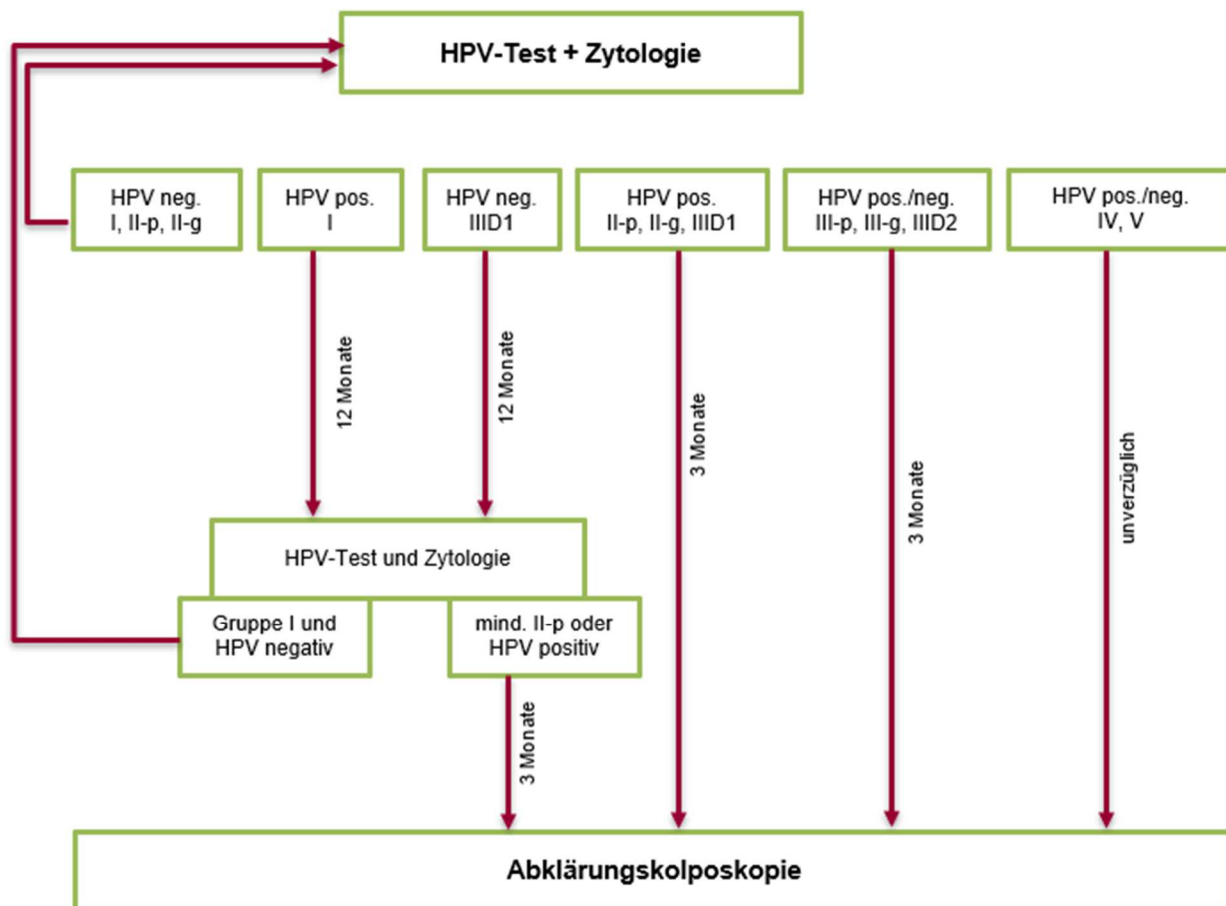 HPV-Test + Zytologie
HPV neg.
I, II-p, II-g
HPV pos.
I
HPV neg.
IIID1
HPV pos.
II-p, II-g, IIID1
HPV pos./neg.
III-p, III-g, IIID2
HPV pos./neg.
IV, V
12 Monate
12 Monate
3 Monate
3 Monate
unverzüglich
HPV-Test und Zytologie
Gruppe I und
HPV negativ
mind. II-p oder
HPV positiv
3 Monate
Abklärungskolposkopie